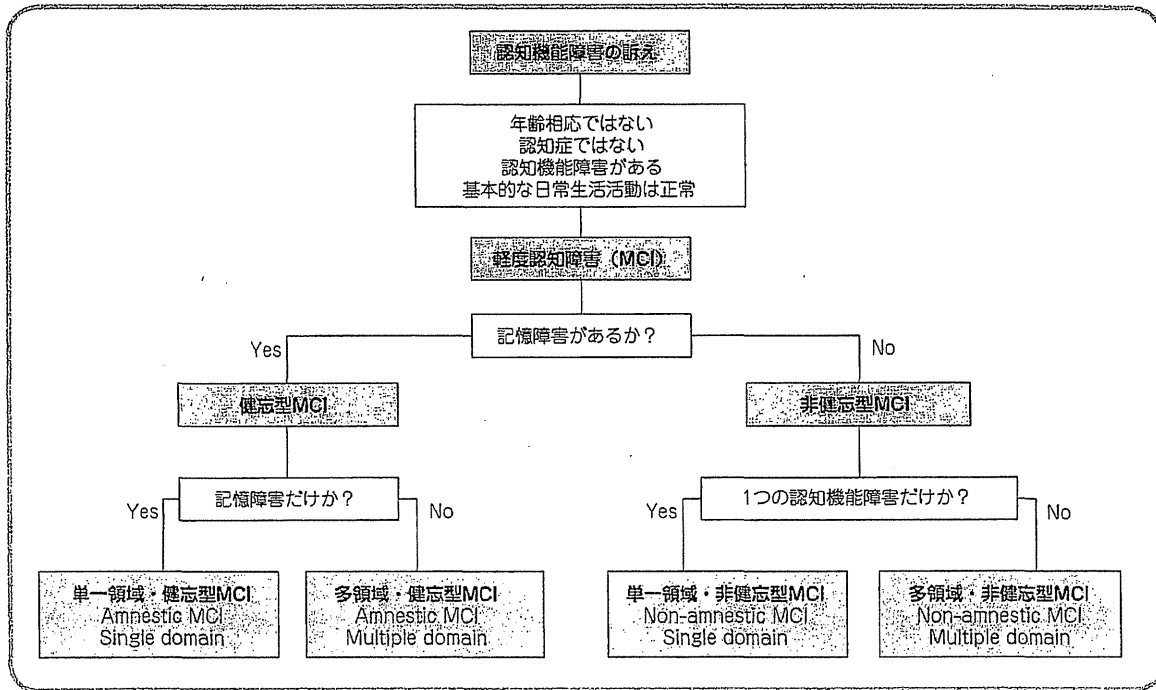 認知機能障害の訴え
年齢相応ではない
認知症ではない
認知機能障害がある
基本的な日常生活活動は正常
軽度認知障害（MCI）
記憶障害があるか？
Yes
No
健忘型MCI
非健忘型MCI
記憶障害だけか？
1つの認知機能障害だけか？
Yes
No
Yes
No
単一領域・健忘型MCI
Amnestic MCI
Single domain
多領域・健忘型MCI
Amnestic MCI
Multiple domain
単一領域・非健忘型MCI
Non-amnestic MCI
Single domain
多領域・非健忘型MCI
Non-amnestic MCI
Multiple domain